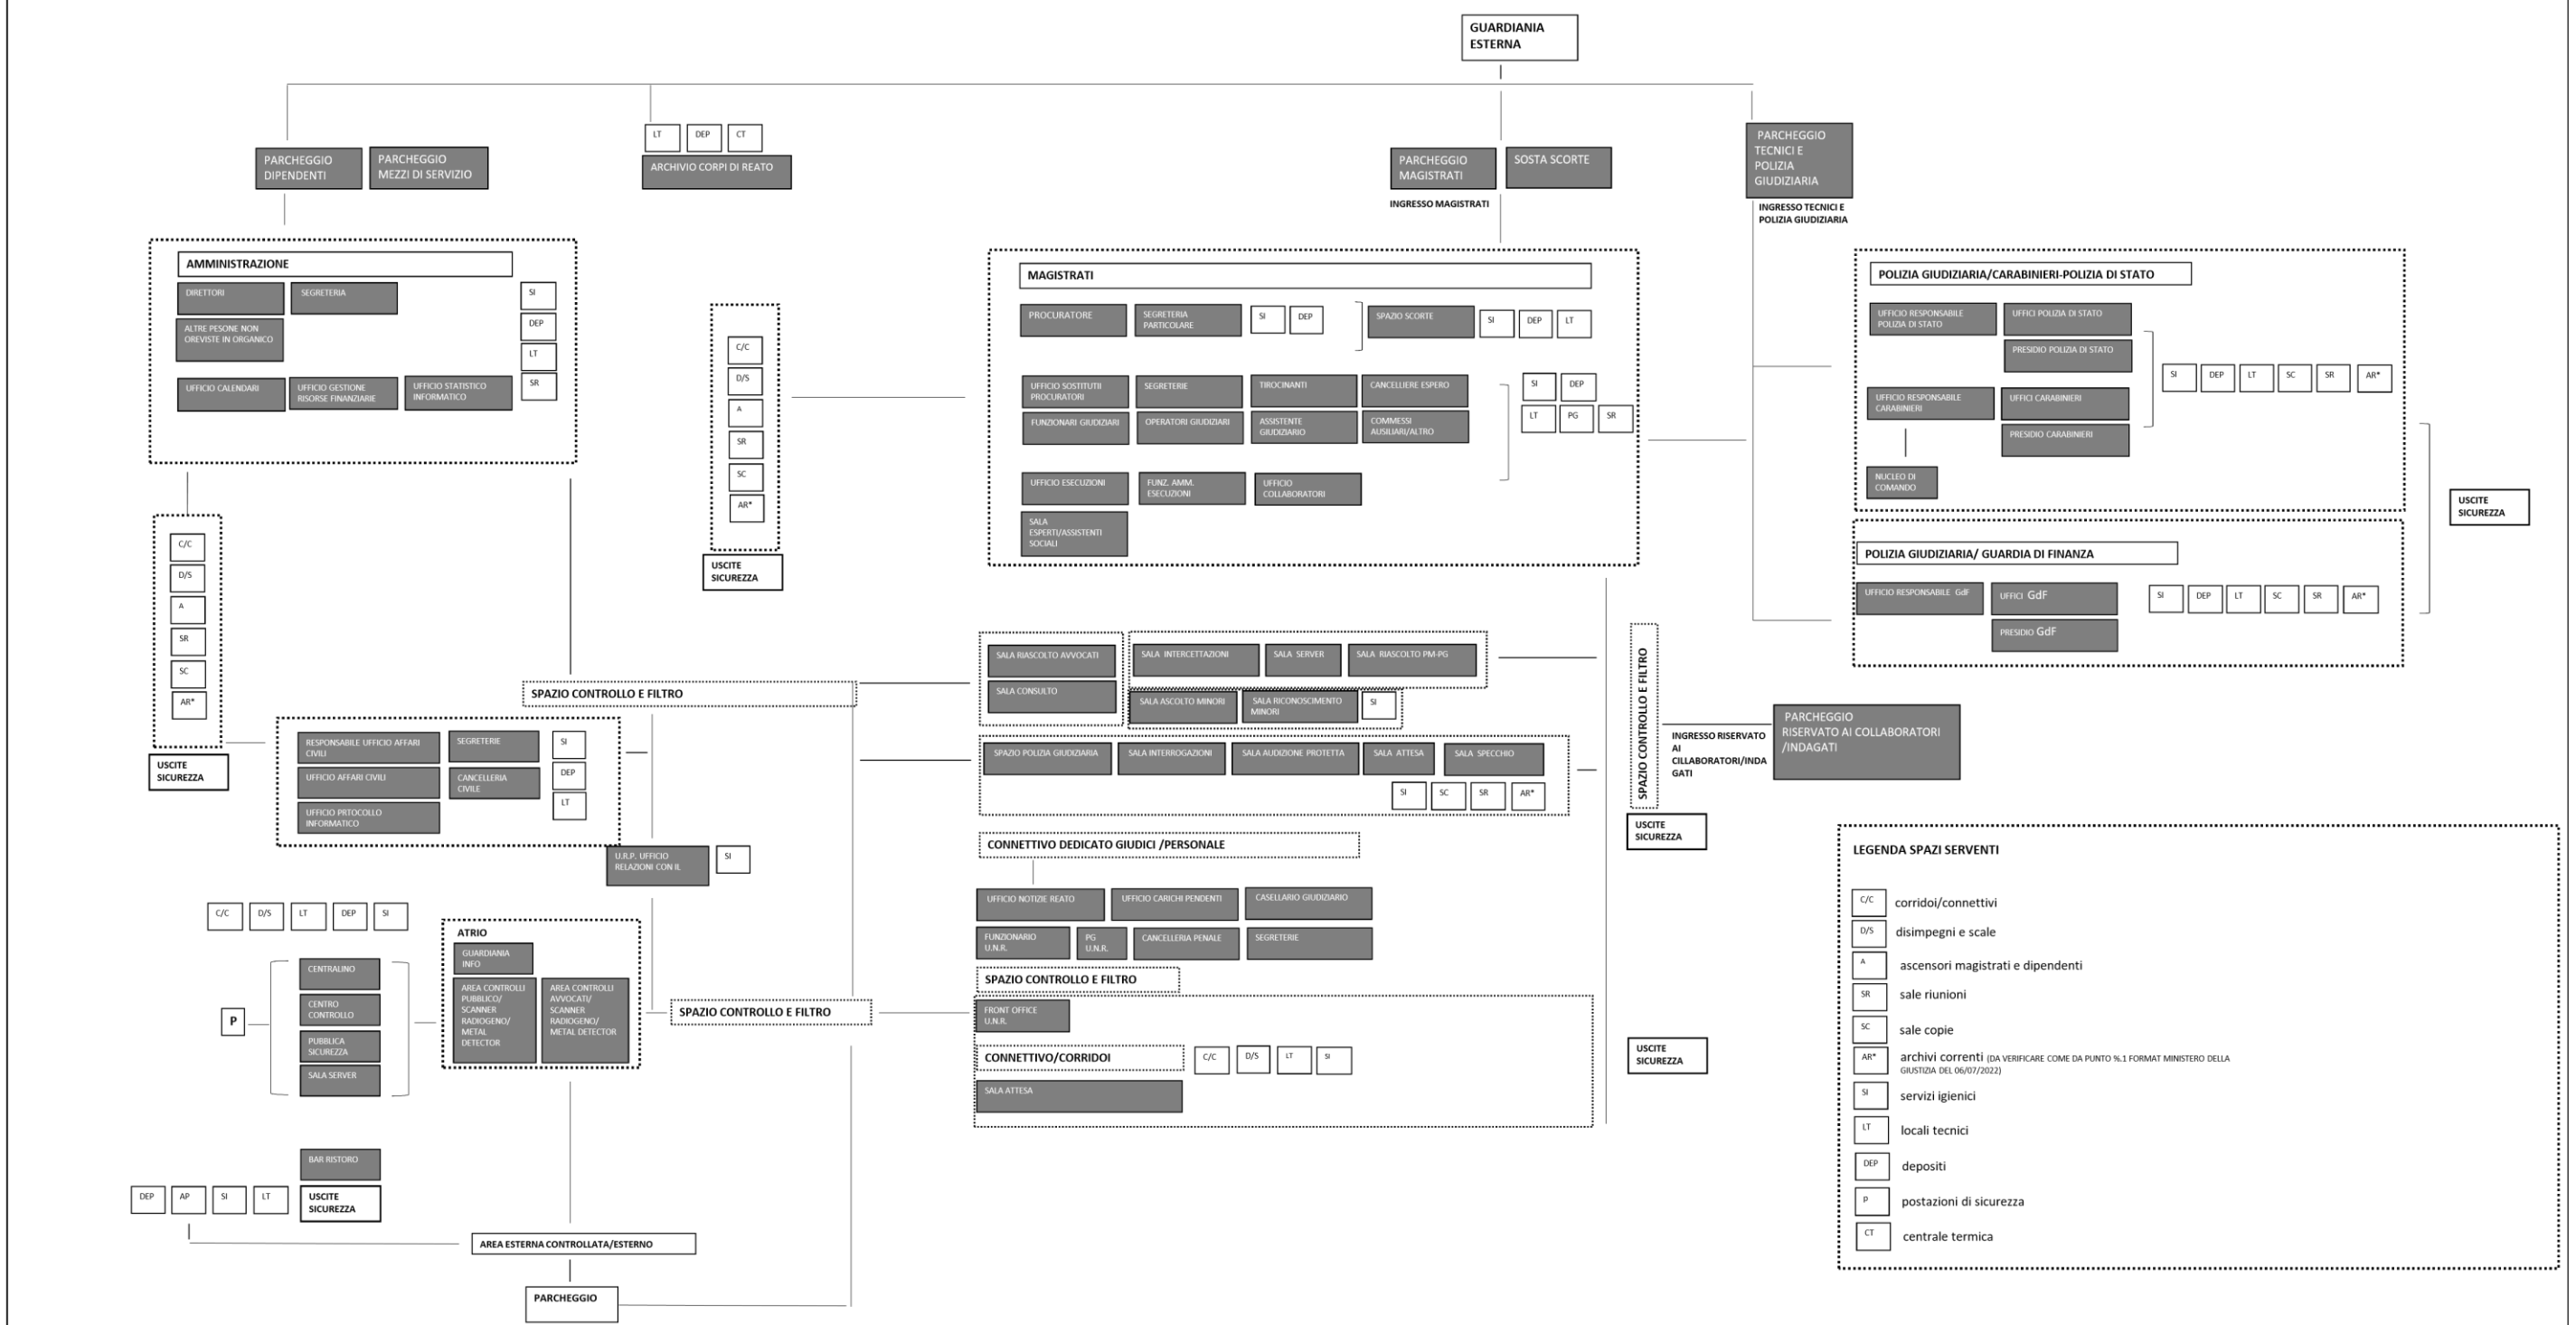 GUARDIANIA
ESTERNA
PARCHEGGIO
DIPENDENTI
PARCHEGGIO
MEZZI DI SERVIZIO
LT
DEP
CT
ARCHIVIO CORPI DI REATO
PARCHEGGIO
MAGISTRATI
SOSTA SCORTE
INGRESSO MAGISTRATI
PARCHEGGIO
TECNICI E
POLIZIA
GIUDIZIARIA
INGRESSO TECNICI E
POLIZIA GIUDIZIARIA
AMMINISTRAZIONE
DIRETTORI
SEGRETERIA
ALTRE PESONE NON
OREVISTE IN ORGANICO
UFFICIO CALENDARI
UFFICIO GESTIONE
RISORSE FINANZIARIE
UFFICIO STATISTICO
INFORMATICO
SI
DEP
LT
SR
C/C
D/S
A
SR
SC
AR*
USCITE
SICUREZZA
MAGISTRATI
PROCURATORE
SEGRETERIA
PARTICOLARE
SI
DEP
SPAZIO SCORTE
SI
DEP
LT
UFFICIO SOSTITUTII
PROCURATORI
SEGRETERIE
TIROCINANTI
CANCELLIERE ESPERO
FUNZIONARI GIUDIZIARI
OPERATORI GIUDIZIARI
ASSISTENTE
GIUDIZIARIO
COMMESSI
AUSILIARI/ALTRO
SI
DEP
LT
PG
SR
UFFICIO ESECUZIONI
FUNZ. AMM.
ESECUZIONI
UFFICIO
COLLABORATORI
SALA
ESPERTI/ASSISTENTI
SOCIALI
POLIZIA GIUDIZIARIA/CARABINIERI-POLIZIA DI STATO
UFFICIO RESPONSABILE
POLIZIA DI STATO
UFFICI POLIZIA DI STATO
PRESIDIO POLIZIA DI STATO
UFFICIO RESPONSABILE
CARABINIERI
UFFICI CARABINIERI
PRESIDIO CARABINIERI
NUCLEO DI
COMANDO
SI
DEP
LT
SC
SR
AR*
USCITE
SICUREZZA
POLIZIA GIUDIZIARIA/ GUARDIA DI FINANZA
UFFICIO RESPONSABILE GdF
UFFICI GdF
PRESIDIO GdF
SI
DEP
LT
SC
SR
AR*
C/C
D/S
A
SR
SC
AR*
USCITE
SICUREZZA
SPAZIO CONTROLLO E FILTRO
RESPONSABILE UFFICIO AFFARI
CIVILI
SEGRETERIE
UFFICIO AFFARI CIVILI
CANCELLERIA
CIVILE
UFFICIO PRTOCOLLO
INFORMATICO
SI
DEP
LT
U.R.P. UFFICIO
RELAZIONI CON IL
SI
SALA RIASCOLTO AVVOCATI
SALA CONSULTO
SALA INTERCETTAZIONI
SALA SERVER
SALA RIASCOLTO PM-PG
SALA ASCOLTO MINORI
SALA RICONOSCIMENTO
MINORI
SI
SPAZIO POLIZIA GIUDIZIARIA
SALA INTERROGAZIONI
SALA AUDIZIONE PROTETTA
SALA ATTESA
SALA SPECCHIO
SI
SC
SR
AR*
SPAZIO CONTROLLO E FILTRO
INGRESSO RISERVATO
AI
CILLABORATORI/INDA
GATI
PARCHEGGIO
RISERVATO AI COLLABORATORI
/INDAGATI
USCITE
SICUREZZA
CONNETTIVO DEDICATO GIUDICI /PERSONALE
UFFICIO NOTIZIE REATO
UFFICIO CARICHI PENDENTI
CASELLARIO GIUDIZIARIO
FUNZIONARIO
U.N.R.
PG
U.N.R.
CANCELLERIA PENALE
SEGRETERIE
SPAZIO CONTROLLO E FILTRO
FRONT OFFICE
U.N.R.
CONNETTIVO/CORRIDOI
C/C
D/S
LT
SI
SALA ATTESA
USCITE
SICUREZZA
C/C
D/S
LT
DEP
SI
P
CENTRALINO
CENTRO
CONTROLLO
PUBBLICA
SICUREZZA
SALA SERVER
ATRIO
GUARDIANIA
INFO
AREA CONTROLLI
PUBBLICO/
SCANNER
RADIOGENO/
METAL
DETECTOR
AREA CONTROLLI
AVVOCATI/
SCANNER
RADIOGENO/
METAL DETECTOR
SPAZIO CONTROLLO E FILTRO
BAR RISTORO
DEP
AP
SI
LT
USCITE
SICUREZZA
AREA ESTERNA CONTROLLATA/ESTERNO
PARCHEGGIO
LEGENDA SPAZI SERVENTI
C/C corridoi/connettivi
D/S disimpegni e scale
A ascensori magistrati e dipendenti
SR sale riunioni
SC sale copie
AR* archivi correnti (DA VERIFICARE COME DA PUNTO %.1 FORMAT MINISTERO DELLA
GIUSTIZIA DEL 06/07/2022)
SI servizi igienici
LT locali tecnici
DEP depositi
P postazioni di sicurezza
CT centrale termica